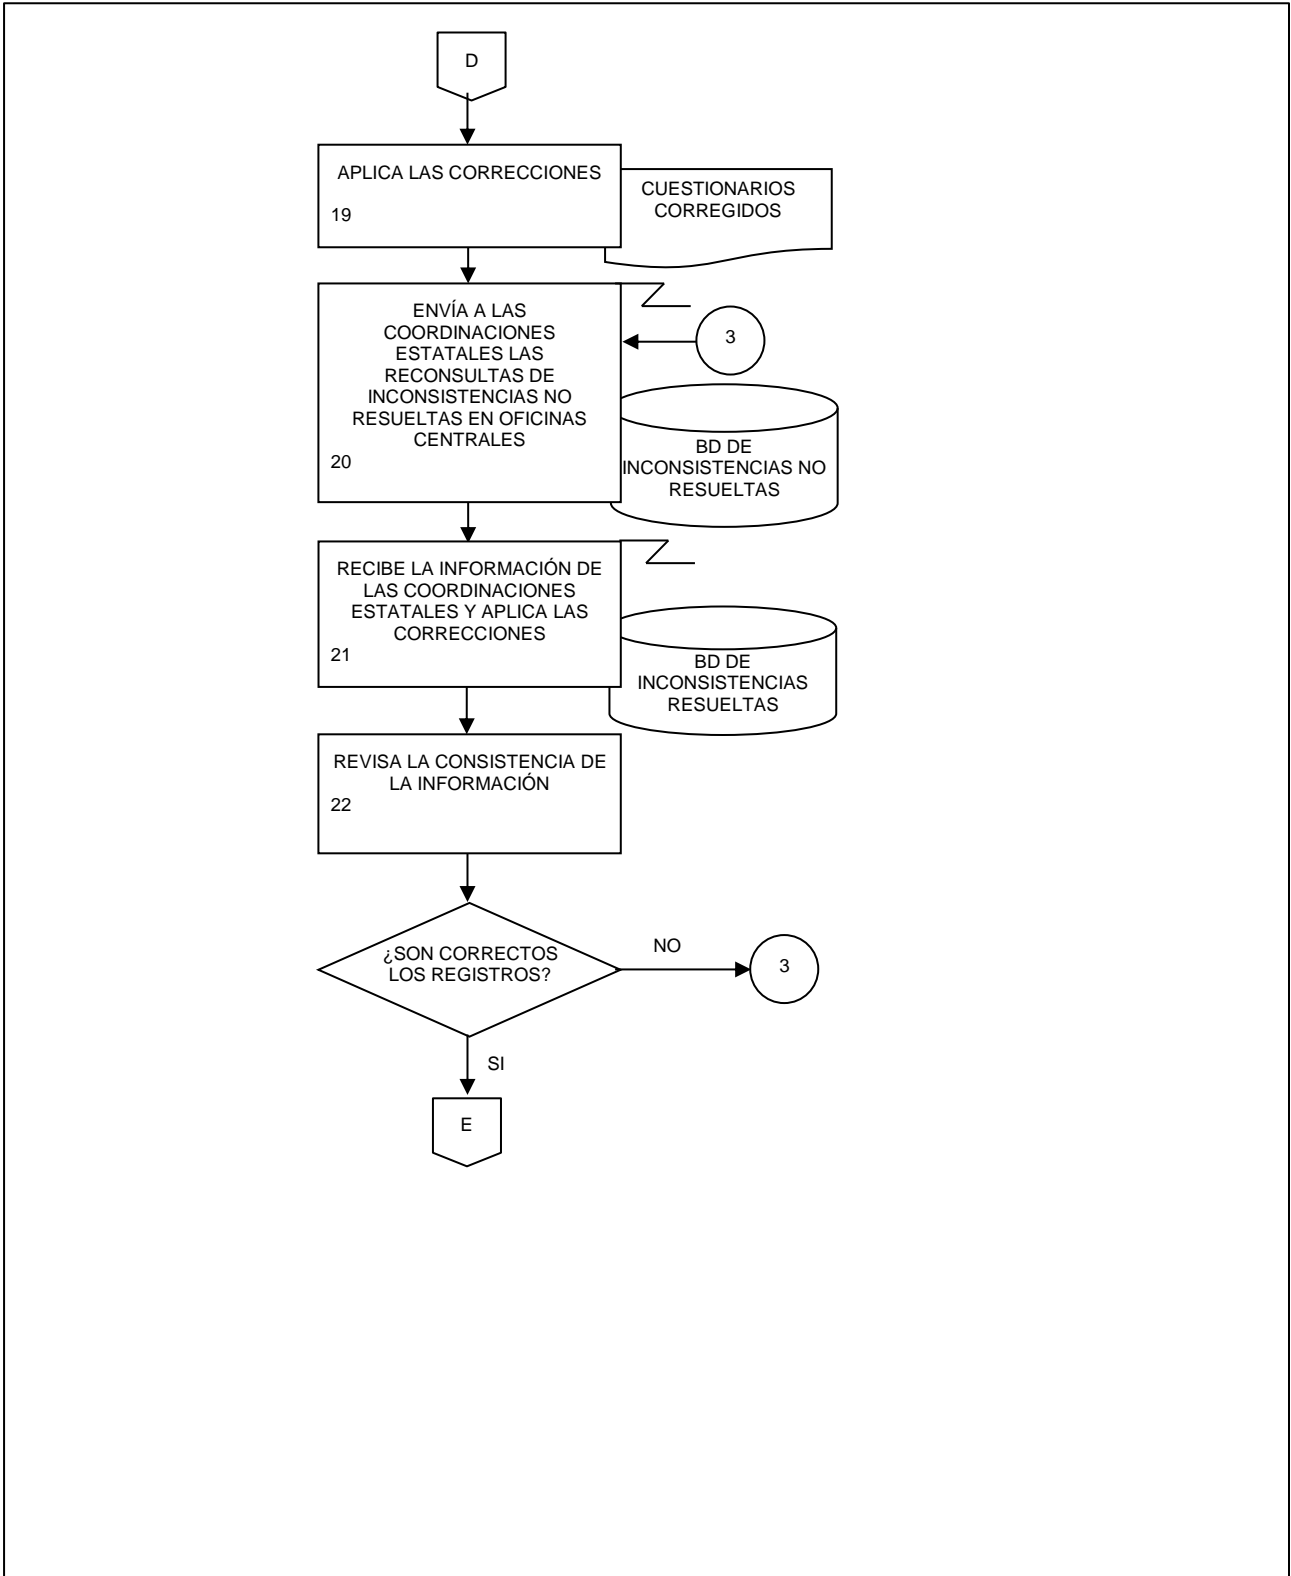 D
APLICA LAS CORRECCIONES
19
CUESTIONARIOS
CORREGIDOS
ENVÍA A LAS
COORDINACIONES
ESTATALES LAS
RECONSULTAS DE
INCONSISTENCIAS NO
RESUELTAS EN OFICINAS
CENTRALES
20
3
BD DE
INCONSISTENCIAS NO
RESUELTAS
RECIBE LA INFORMACIÓN DE
LAS COORDINACIONES
ESTATALES Y APLICA LAS
CORRECCIONES
21
BD DE
INCONSISTENCIAS
RESUELTAS
REVISA LA CONSISTENCIA DE
LA INFORMACIÓN
22
¿SON CORRECTOS
LOS REGISTROS?
NO
3
SI
E